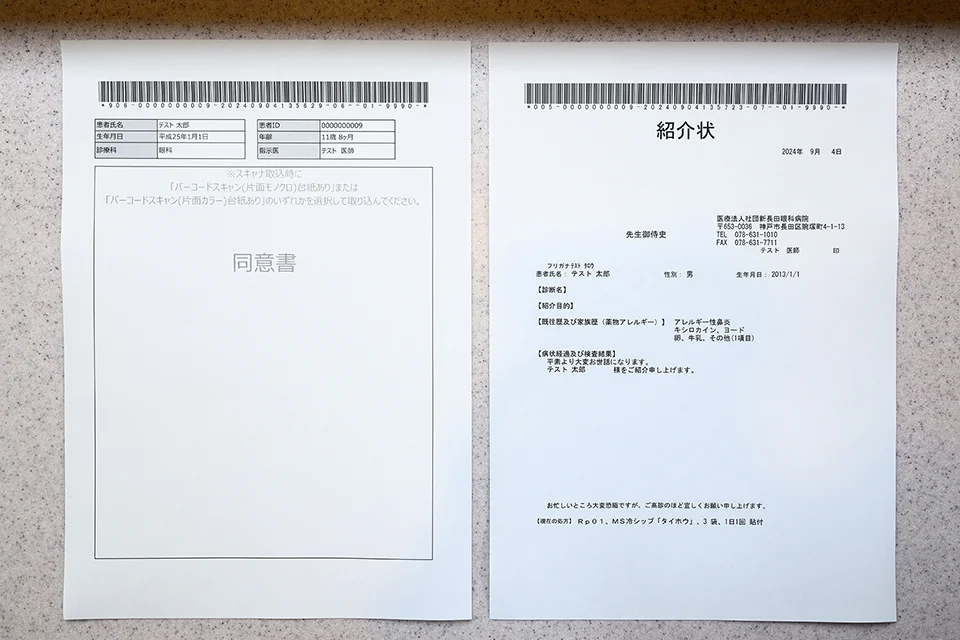 *906-0000000009-20240904135629-06--01-9990-*
患者氏名 テスト 太郎 患者ID 0000000009
生年月日 平成25年1月1日 年齢 11歳 8ヶ月
診療科 眼科 指示医 テスト 医師
※スキャナ取込時に
「バーコードスキャン(片面モノクロ)台紙あり」または
「バーコードスキャン(片面カラー)台紙あり」のいずれかを選択して取り込んでください。
同意書
*005-0000000009-20240904135723-07--01-9990-*
紹介状
2024年 9月 4日
医療法人社団新長田眼科病院
〒653-0036 神戸市長田区腕塚町4-1-13
先生御侍史
TEL 078-631-1010
FAX 078-631-7711
テスト 医師 印
フリガナ テスト タロウ
患者氏名: テスト 太郎 性別: 男 生年月日: 2013/1/1
【診断名】
【紹介目的】
【既往歴及び家族歴（薬物アレルギー）】 アレルギー性鼻炎
キシロカイン、ヨード
卵、牛乳、その他(1項目)
【病状経過及び検査結果】
平素より大変お世話になります。
テスト 太郎 様をご紹介申し上げます。
お忙しいところ大変恐縮ですが、ご高診のほど宜しくお願い申し上げます。
【現在の処方】 Rp01、MS冷シップ「タイホウ」、3 袋、1日1回 貼付